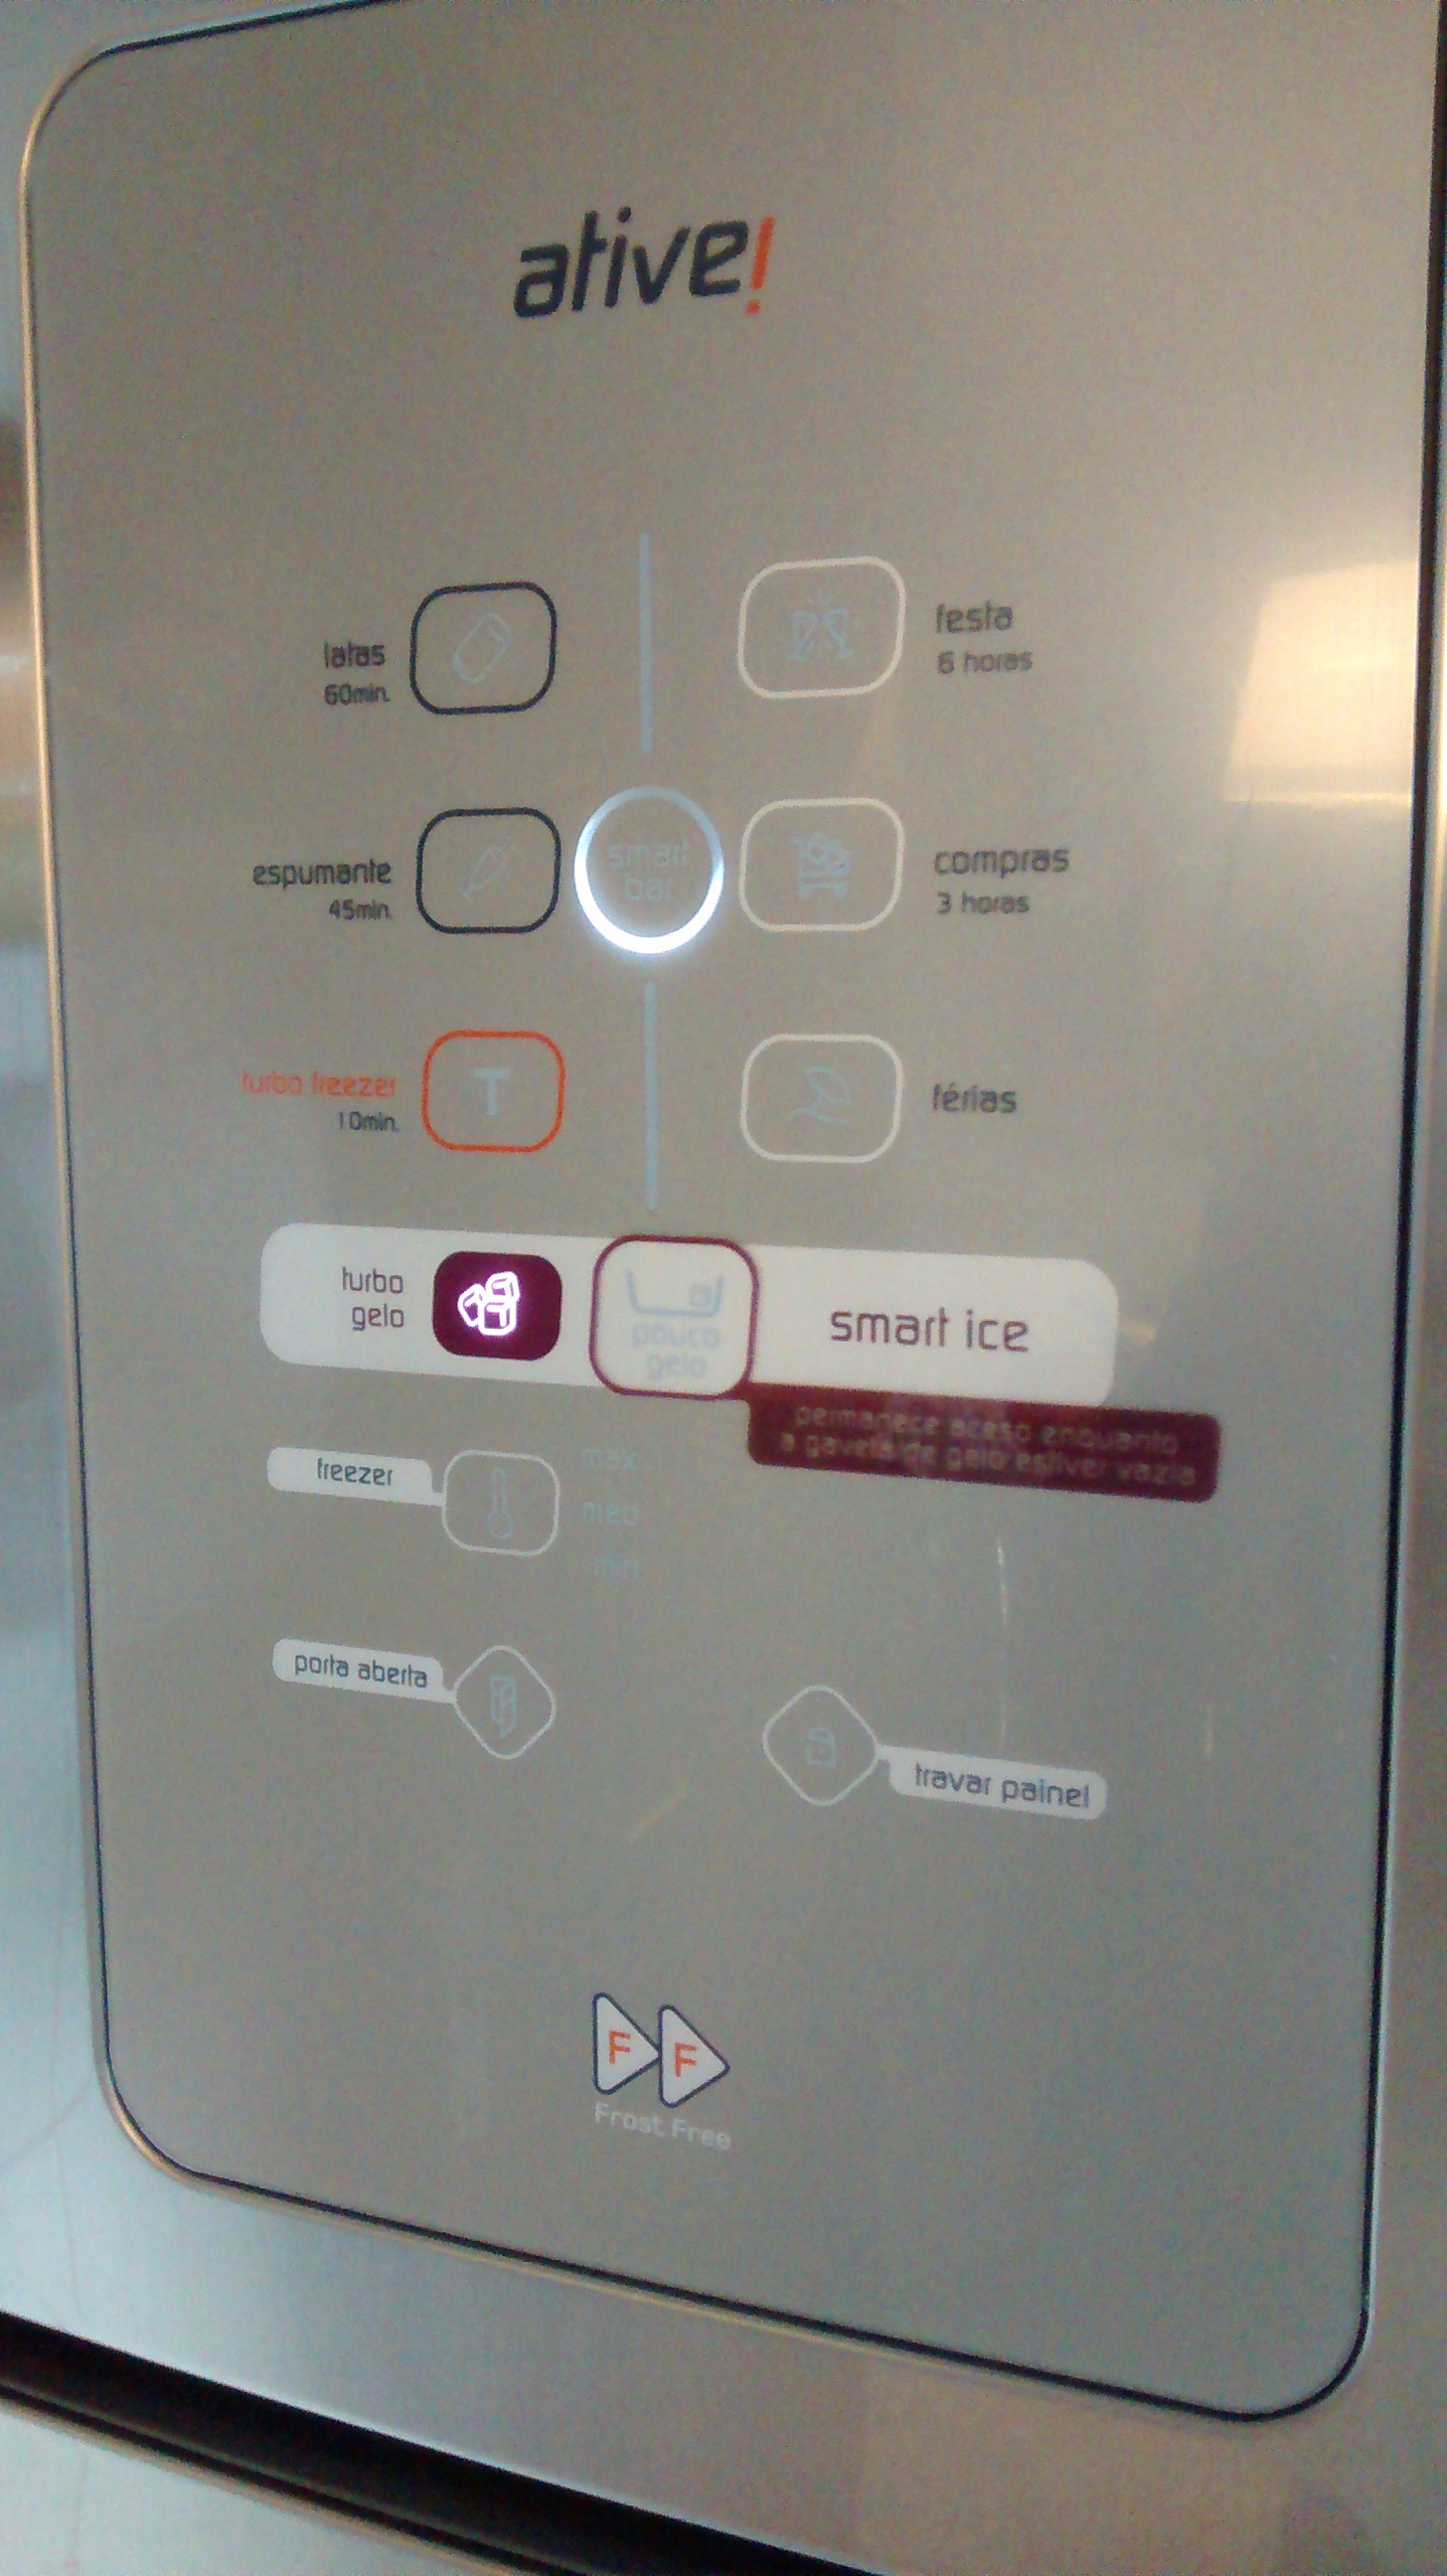 ative!
latas
60min.
festa
6 horas
espumante
45min.
smart
bar
compras
3 horas
turbo freezer
10min.
T
férias
turbo
gelo
pouco
gelo
smart ice
permanece aceso enquanto
a gaveta de gelo estiver vazia
freezer
max
med
min
porta aberta
travar painel
F F
Frost Free